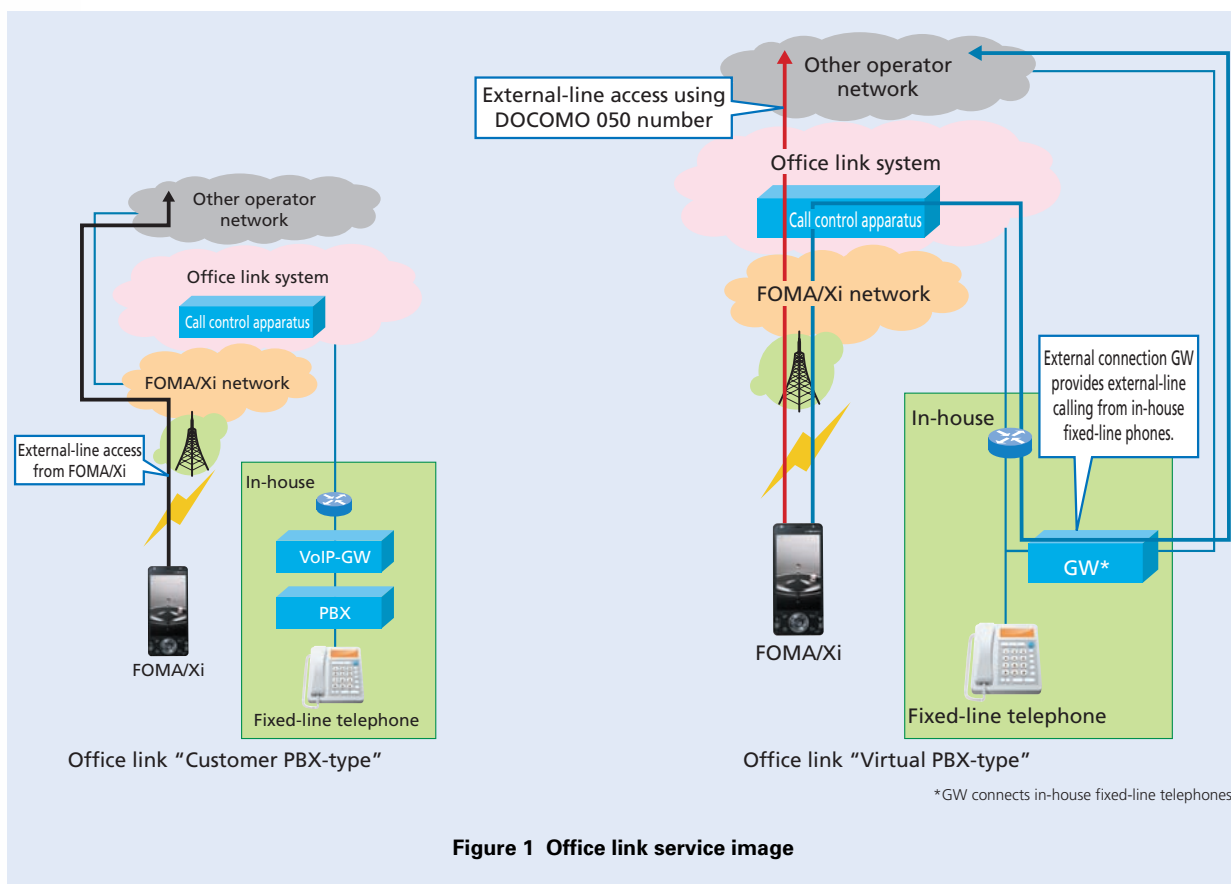 Other operator
network
Office link system
Call control apparatus
FOMA/Xi network
External-line access
from FOMA/Xi
In-house
VoIP-GW
PBX
FOMA/Xi
Fixed-line telephone
Office link “Customer PBX-type”
Other operator
network
External-line access using
DOCOMO 050 number
Office link system
Call control apparatus
FOMA/Xi network
External connection GW
provides external-line
calling from in-house
fixed-line phones.
In-house
GW*
FOMA/Xi
Fixed-line telephone
Office link “Virtual PBX-type”
*GW connects in-house fixed-line telephones
Figure 1 Office link service image